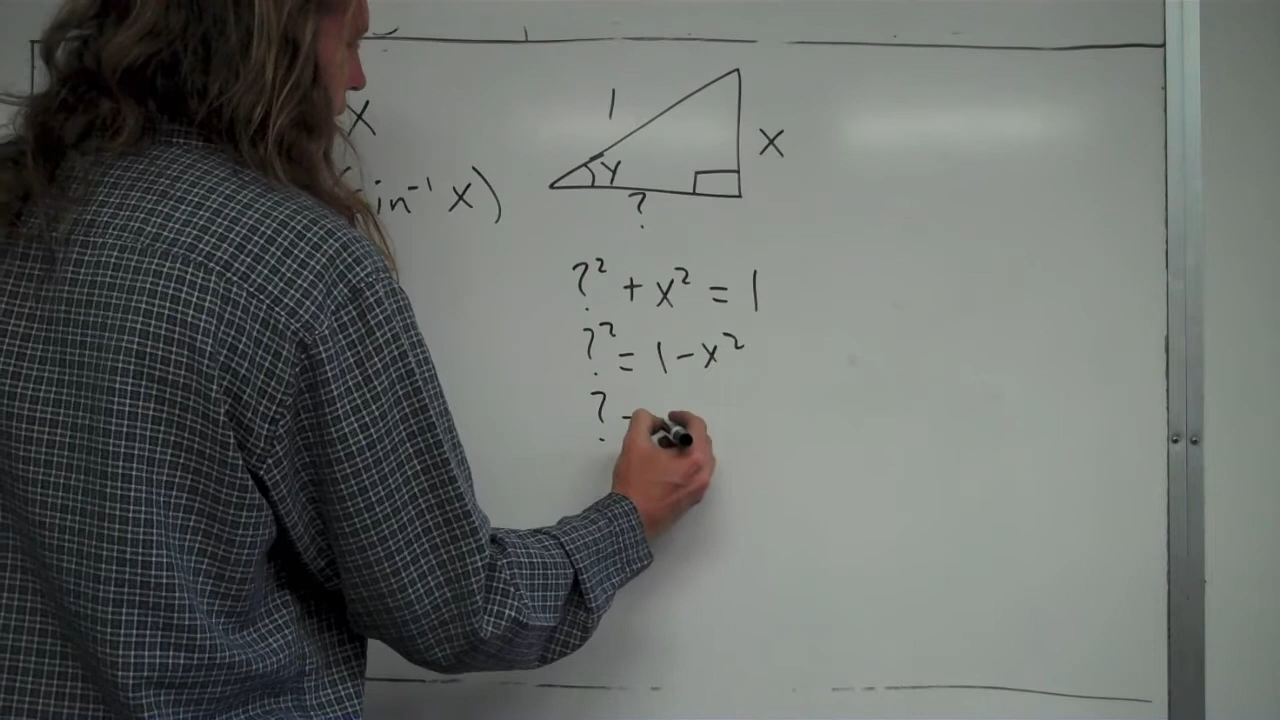 x
1
x
y
in⁻¹ x)
?
?² + x² = 1
?² = 1 - x²
?